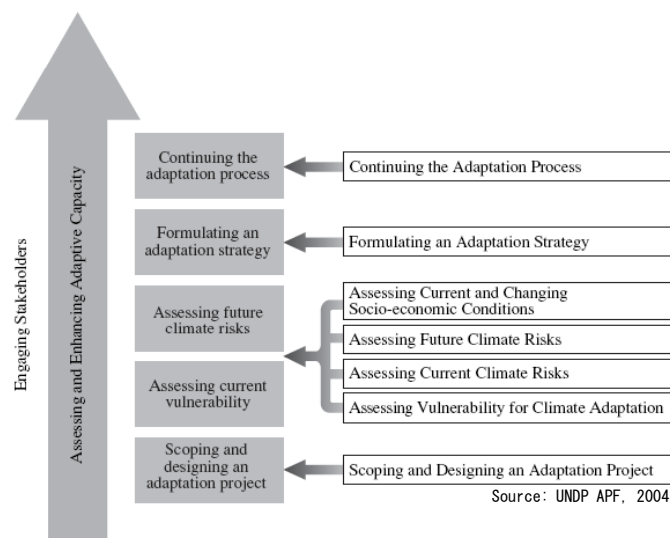 Engaging Stakeholders
Assessing and Enhancing Adaptive Capacity
Continuing the
adaptation process
Continuing the Adaptation Process
Formulating an
adaptation strategy
Formulating an Adaptation Strategy
Assessing future
climate risks
Assessing current
vulnerability
Assessing Current and Changing
Socio-economic Conditions
Assessing Future Climate Risks
Assessing Current Climate Risks
Assessing Vulnerability for Climate Adaptation
Scoping and
designing an
adaptation project
Scoping and Designing an Adaptation Project
Source: UNDP APF, 2004